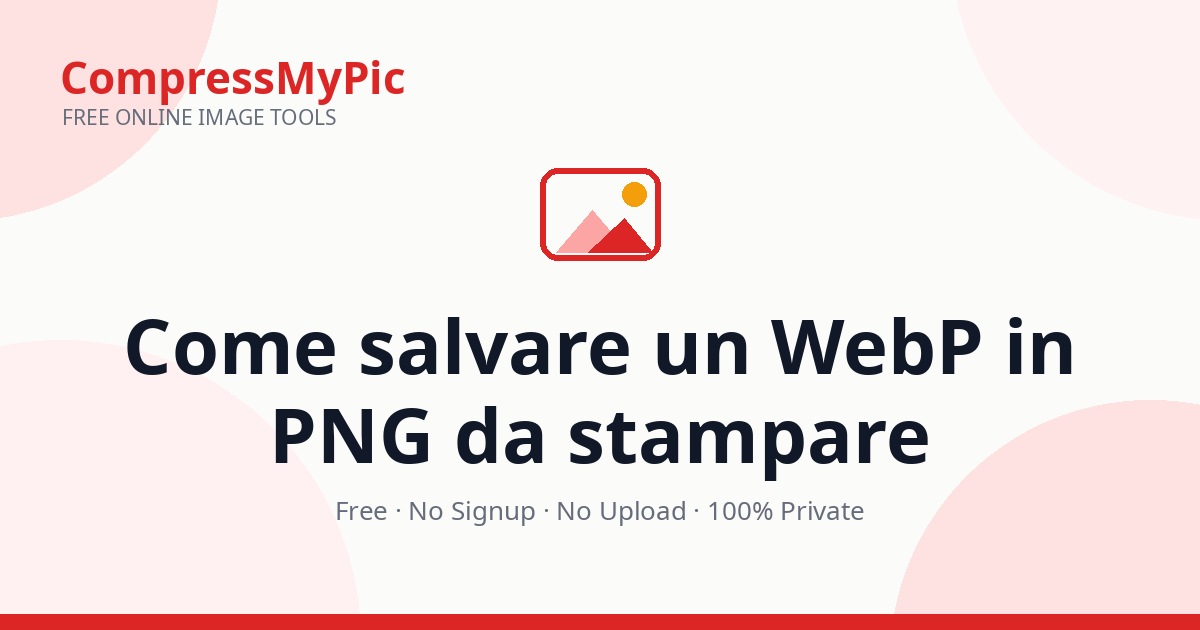 CompressMyPic
FREE ONLINE IMAGE TOOLS
Come salvare un WebP in
PNG da stampare
Free · No Signup · No Upload · 100% Private